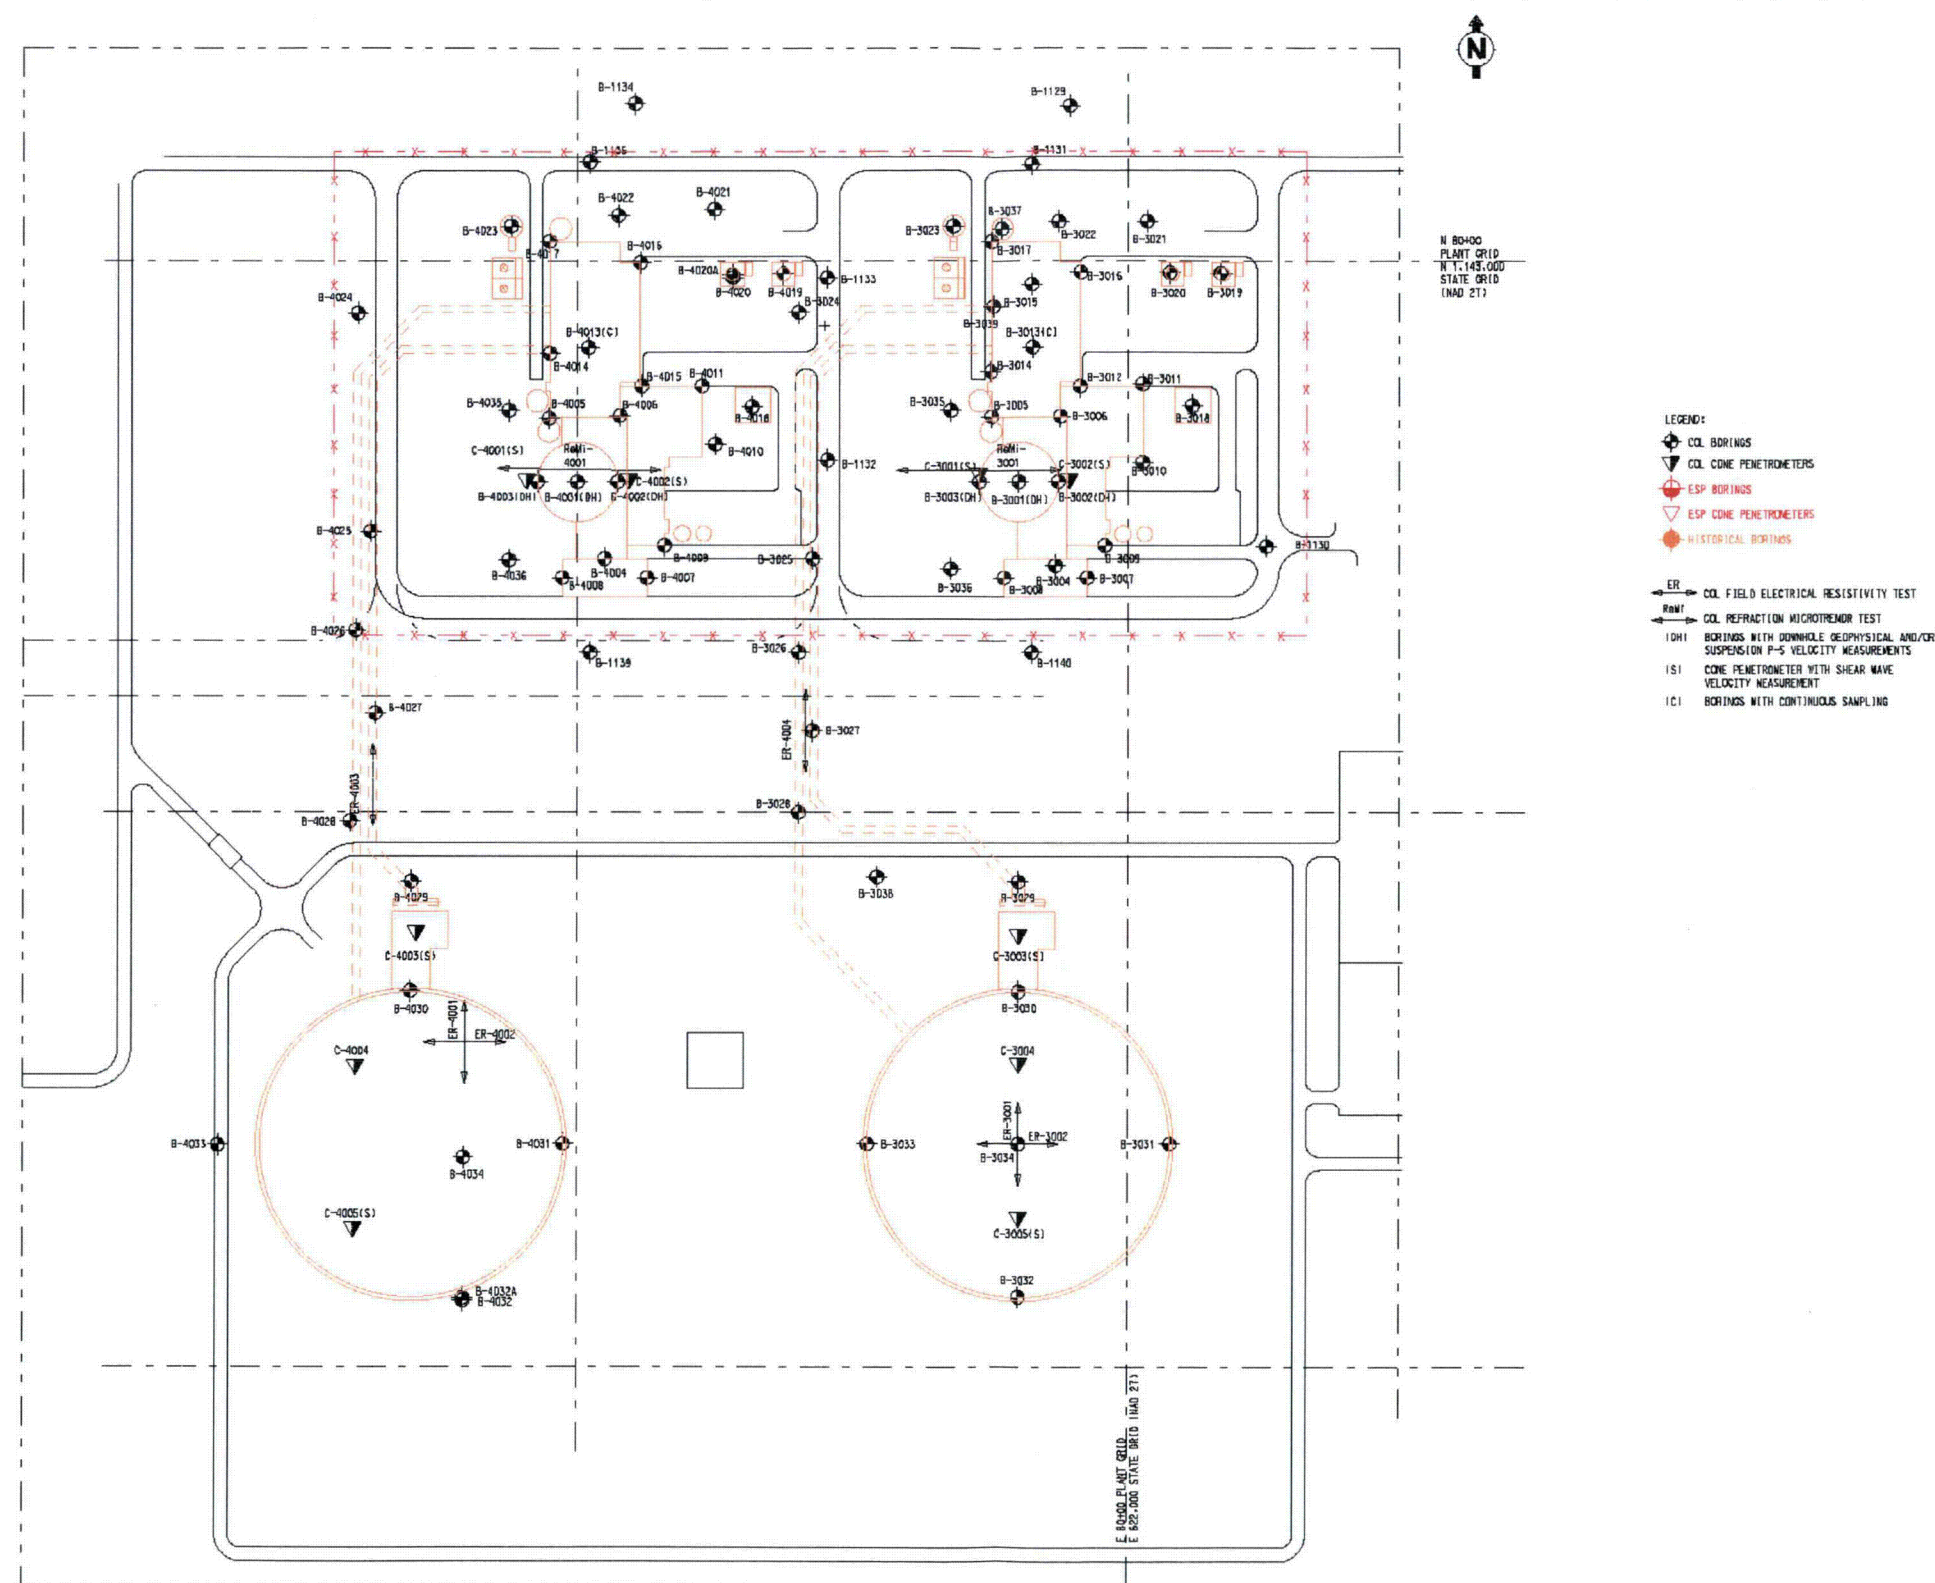 N
B-1134
B-1129
B-1135
B-1131
B-4022
B-4021
B-4023
B-3037
B-3023
B-3022
B-3021
B-4017
B-4016
B-3017
N 80+00
PLANT GRID
N 1,143,000
STATE GRID
(NAD 27)
B-4020A
B-4020
B-4019
B-1133
B-3016
B-3020
B-3019
B-4024
B-3024
B-3015
B-3039
B-4013(C)
B-3013(C)
B-4014
B-3014
B-4015
B-4011
B-3012
B-3011
B-4035
B-4005
B-4006
B-4018
B-3035
B-3005
B-3006
B-3018
LEGEND:
COL BORINGS
COL CONE PENETROMETERS
ESP BORINGS
ESP CONE PENETROMETERS
HISTORICAL BORINGS
ER
COL FIELD ELECTRICAL RESISTIVITY TEST
ReMi
COL REFRACTION MICROTREMOR TEST
(DH) BORINGS WITH DOWNHOLE GEOPHYSICAL AND/OR
SUSPENSION P-S VELOCITY MEASUREMENTS
(S) CONE PENETROMETER WITH SHEAR WAVE
VELOCITY MEASUREMENT
(C) BORINGS WITH CONTINUOUS SAMPLING
C-4001(S)
ReMi-
4001
B-4010
B-1132
C-3001(S)
ReMi-
3001
C-3002(S)
B-3010
C-4002(S)
B-4003(DH)
B-4001(DH)
B-4002(DH)
B-3003(DH)
B-3001(DH)
B-3002(DH)
B-4025
B-4036
B-4004
B-4009
B-4008
B-4007
B-3025
B-3036
B-3004
B-3009
B-3008
B-3007
B-1130
B-4026
B-1139
B-3026
B-1140
B-4027
ER-4004
B-3027
ER-4003
B-4028
B-3028
B-4029
B-3038
B-3029
C-4003(S)
C-3003(S)
B-4030
ER-4001
ER-4002
B-3030
C-4004
C-3004
B-4033
B-4031
B-4034
B-3033
ER-3001
ER-3002
B-3034
B-3031
C-4005(S)
C-3005(S)
B-4032A
B-4032
B-3032
E 80+00 PLANT GRID
E 622,000 STATE GRID (NAD 27)